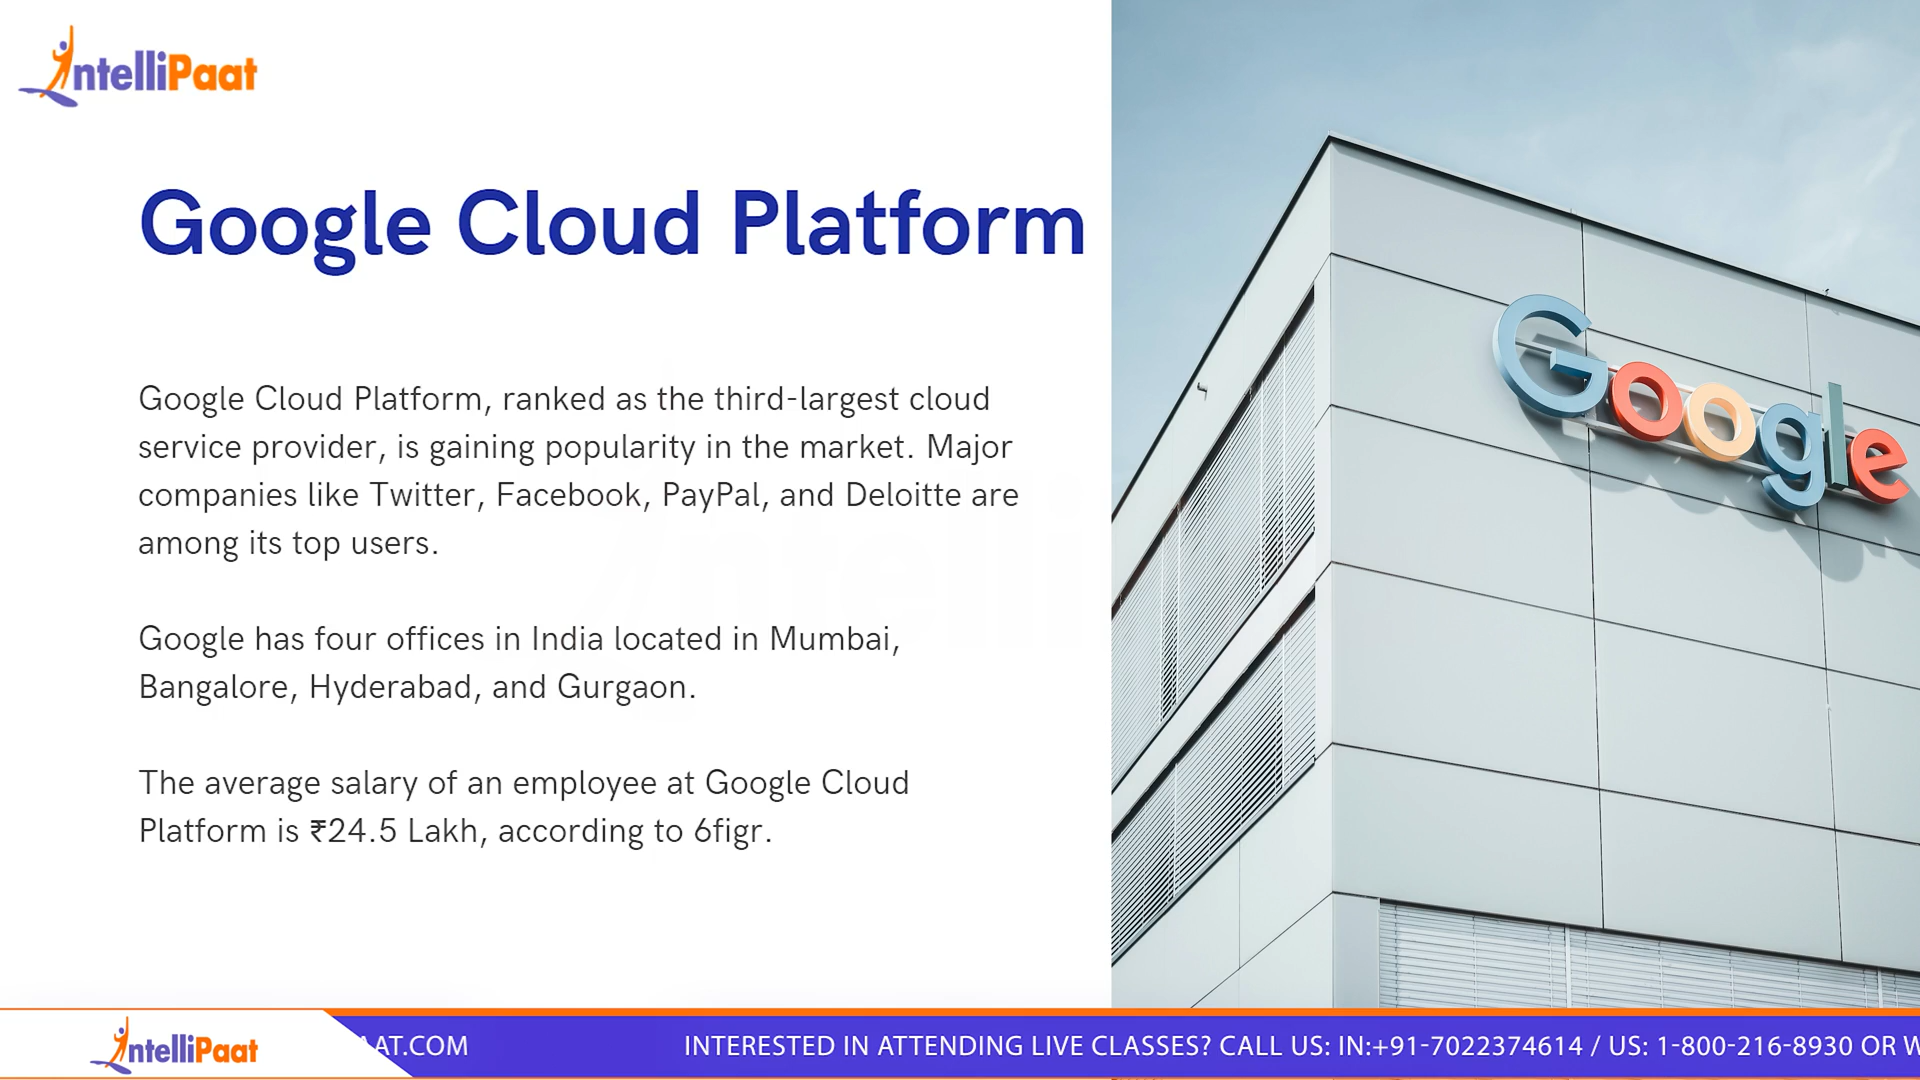 IntelliPaat
Google Cloud Platform
Google Cloud Platform, ranked as the third-largest cloud
service provider, is gaining popularity in the market. Major
companies like Twitter, Facebook, PayPal, and Deloitte are
among its top users.
Google has four offices in India located in Mumbai,
Bangalore, Hyderabad, and Gurgaon.
The average salary of an employee at Google Cloud
Platform is ₹24.5 Lakh, according to 6figr.
Google
IntelliPaat
AAT.COM INTERESTED IN ATTENDING LIVE CLASSES? CALL US: IN:+91-7022374614 / US: 1-800-216-8930 OR